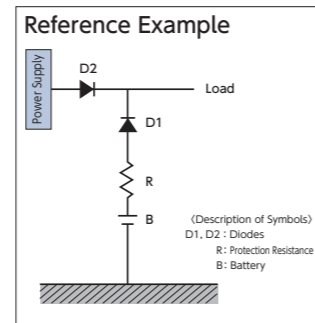 Reference Example
Power Supply
D2
Load
D1
R
B
〈Description of Symbols〉
D1, D2 : Diodes
R : Protection Resistance
B : Battery